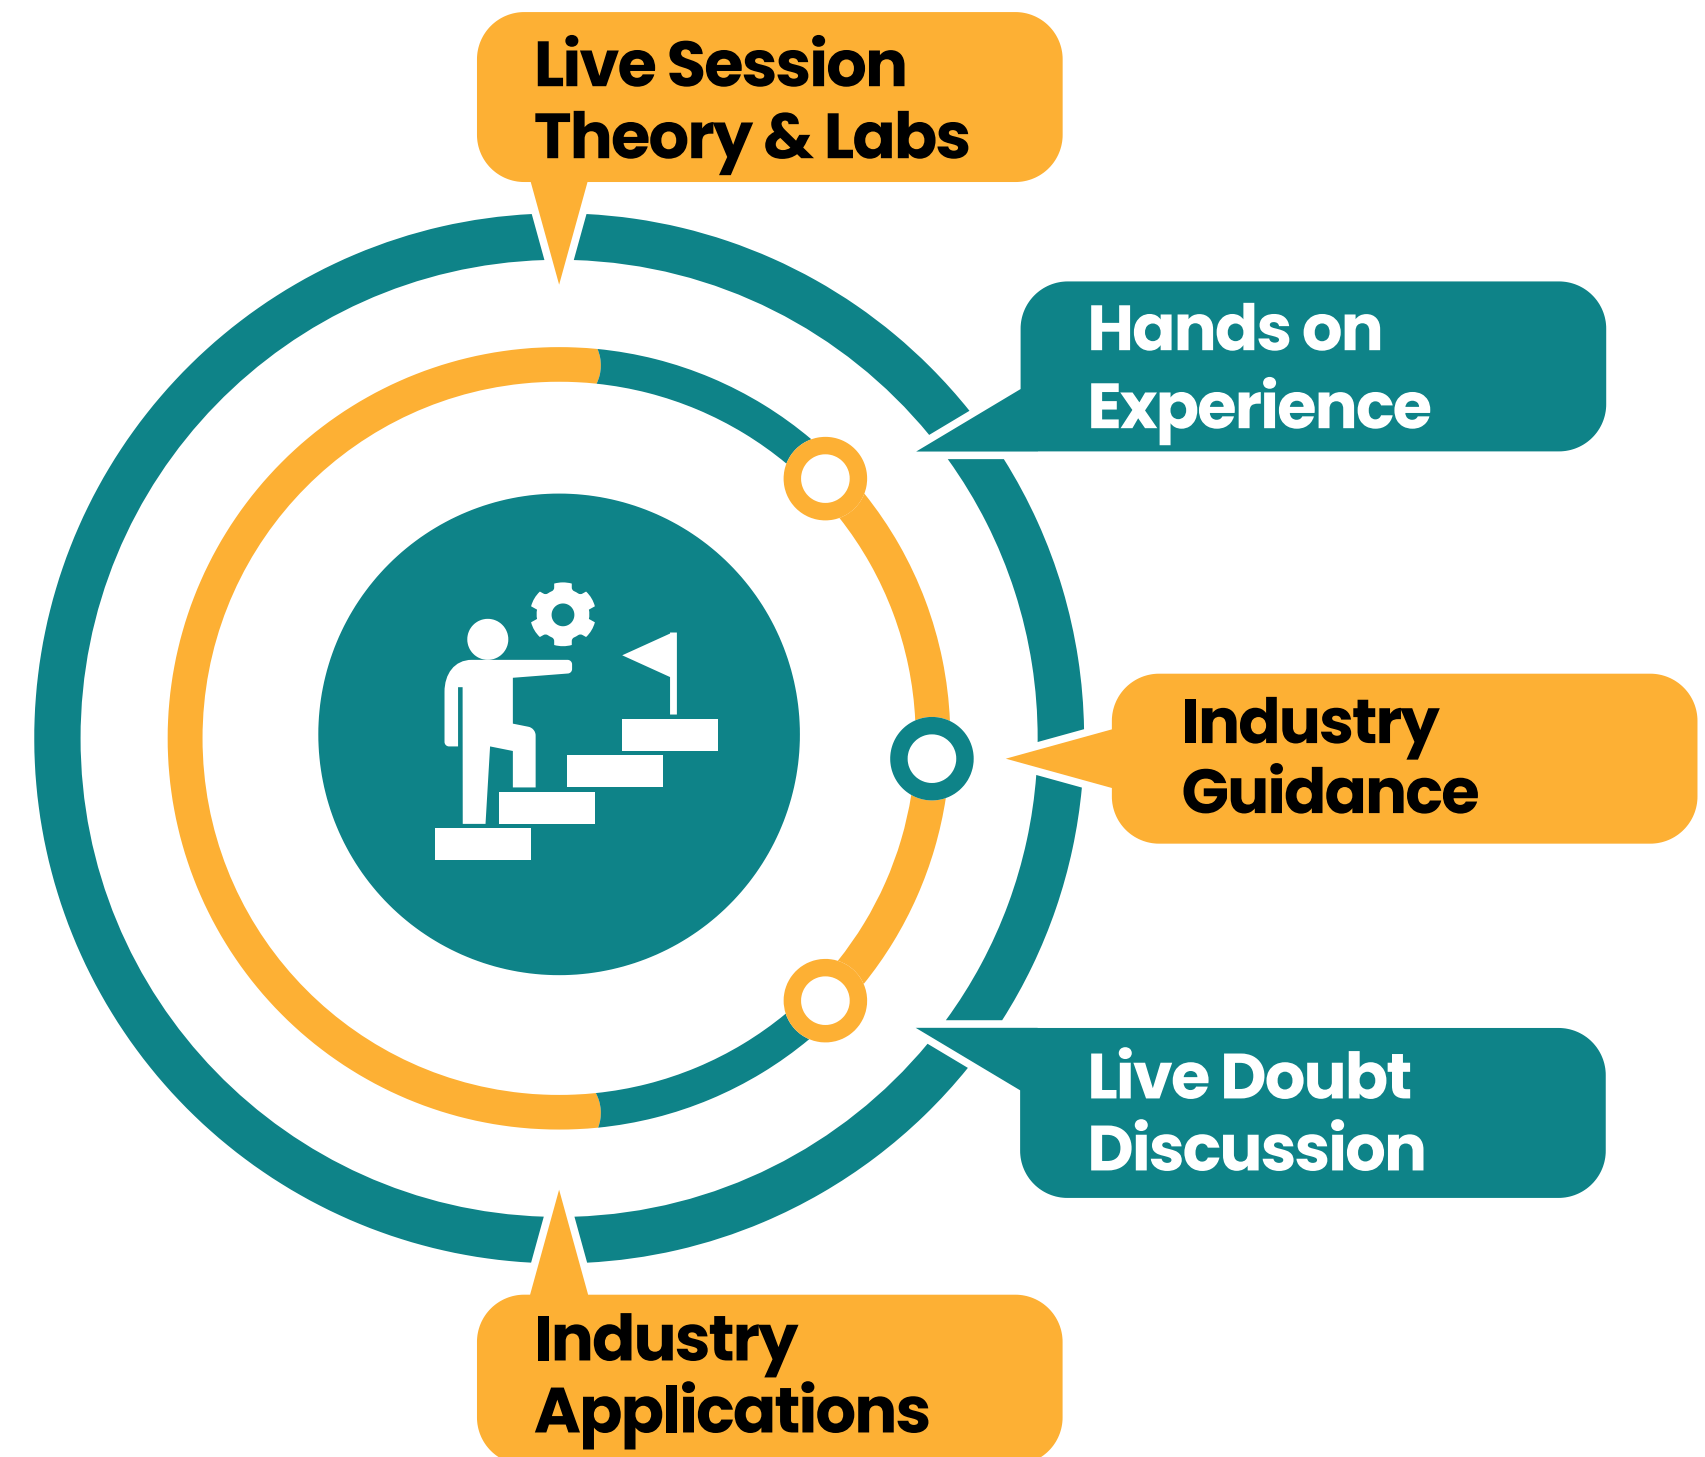 Live Session
Theory & Labs
Hands on
Experience
Industry
Guidance
Live Doubt
Discussion
Industry
Applications